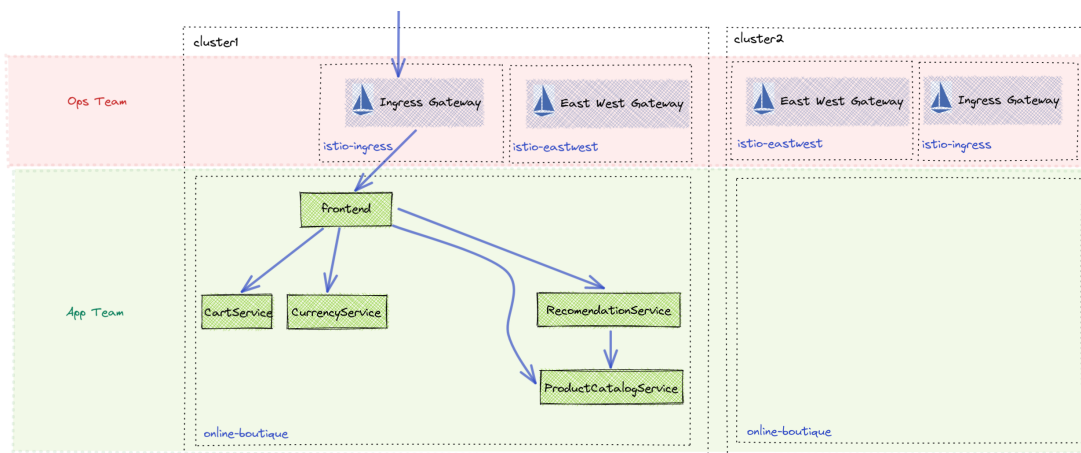 cluster1
cluster2
Ops Team
Ingress Gateway
East West Gateway
East West Gateway
Ingress Gateway
istio-ingress
istio-eastwest
istio-eastwest
istio-ingress
frontend
App Team
CartService
CurrencyService
RecomendationService
ProductCatalogService
online-boutique
online-boutique